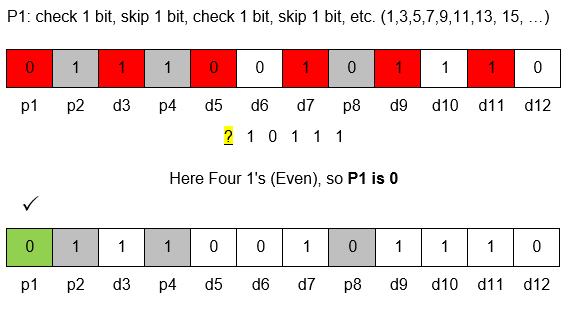 P1: check 1 bit, skip 1 bit, check 1 bit, skip 1 bit, etc. (1,3,5,7,9,11,13, 15, …)
0 1 1 1 0 0 1 0 1 1 1 0
p1 p2 d3 p4 d5 d6 d7 p8 d9 d10 d11 d12
? 1 0 1 1 1
Here Four 1's (Even), so P1 is 0
✓
0 1 1 1 0 0 1 0 1 1 1 0
p1 p2 d3 p4 d5 d6 d7 p8 d9 d10 d11 d12